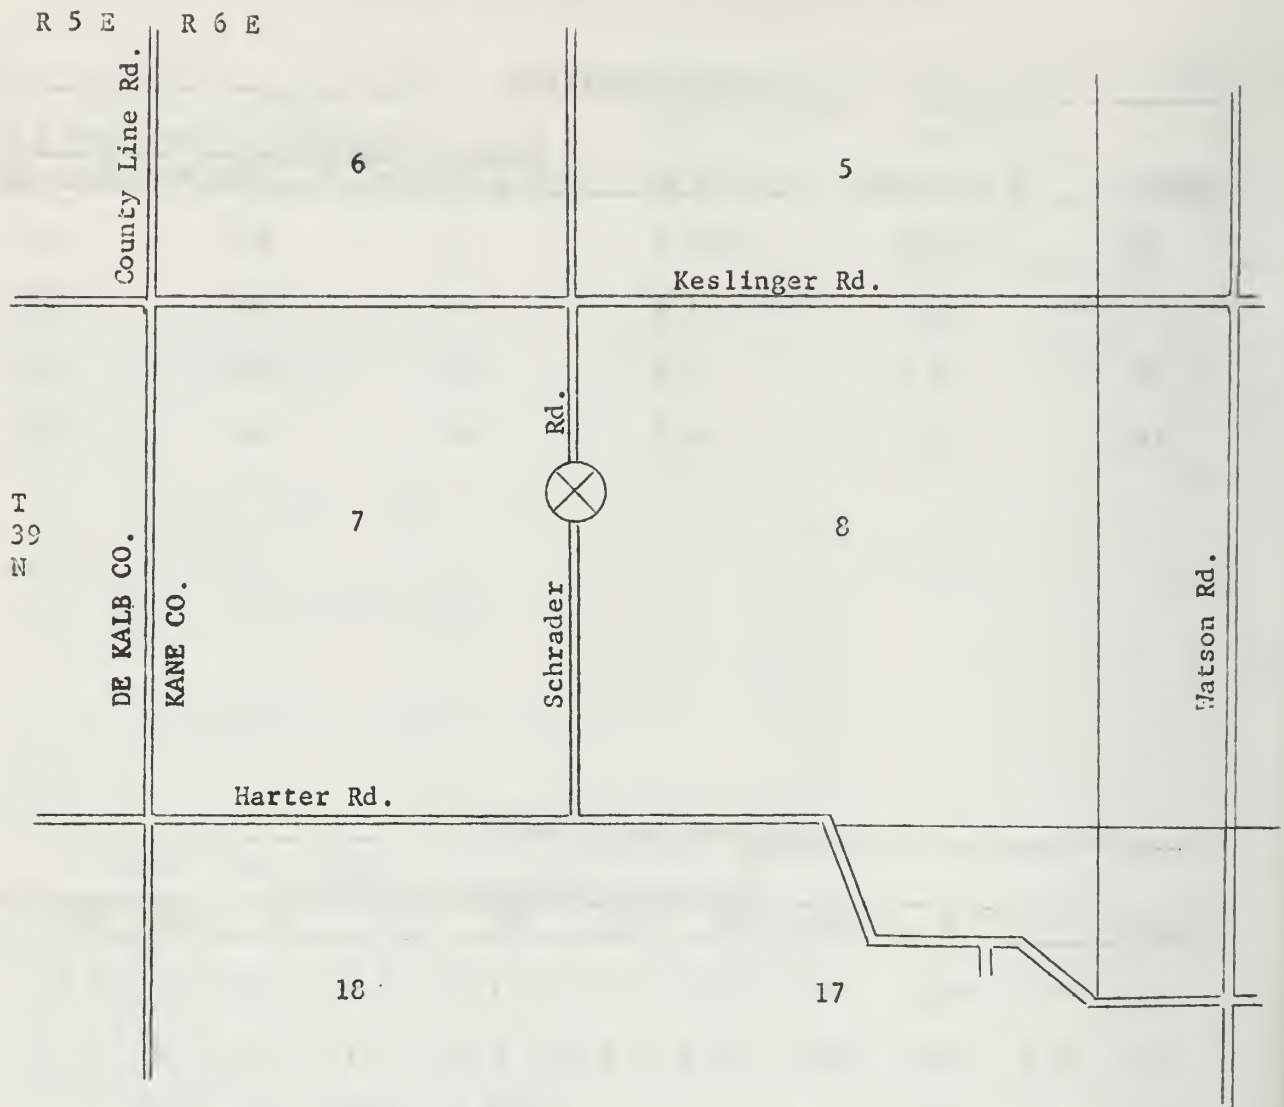 R 5 E R 6 E
County Line Rd.
6
5
Keslinger Rd.
Schrader Rd.
T
39
N
7
8
DE KALB CO.
KANE CO.
Watson Rd.
Harter Rd.
18
17